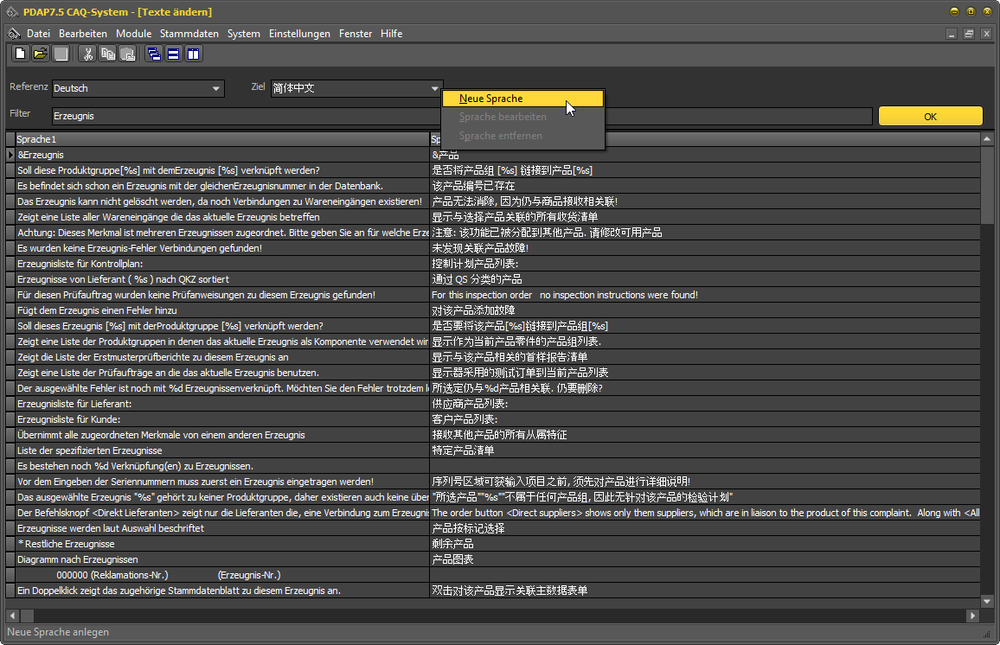 PDAP7.5 CAQ-System - [Texte ändern]
Datei Bearbeiten Module Stammdaten System Einstellungen Fenster Hilfe
Referenz Deutsch Ziel 简体中文
Neue Sprache
Sprache bearbeiten
Sprache entfernen
Filter Erzeugnis OK
Sprache1 Sp
&Erzeugnis &产品
Soll diese Produktgruppe[%s] mit demErzeugnis [%s] verknüpft werden? 是否将产品组 [%s] 链接到产品[%s]
Es befindet sich schon ein Erzeugnis mit der gleichenErzeugnisnummer in der Datenbank. 该产品编号已存在
Das Erzeugnis kann nicht gelöscht werden, da noch Verbindungen zu Wareneingängen existieren! 产品无法消除, 因为仍与商品接收相关联!
Zeigt eine Liste aller Wareneingänge die das aktuelle Erzeugnis betreffen 显示与选择产品关联的所有收货清单
Achtung: Dieses Merkmal ist mehreren Erzeugnissen zugeordnet. Bitte geben Sie an für welche Erze 注意: 该功能已被分配到其他产品. 请修改可用产品
Es wurden keine Erzeugnis-Fehler Verbindungen gefunden! 未发现关联产品故障!
Erzeugnisliste für Kontrollplan: 控制计划产品列表:
Erzeugnisse von Lieferant ( %s ) nach QKZ sortiert 通过 QS 分类的产品
Für diesen Prüfauftrag wurden keine Prüfanweisungen zu diesem Erzeugnis gefunden! For this inspection order   no inspection instructions were found!
Fügt dem Erzeugnis einen Fehler hinzu 对该产品添加故障
Soll dieses Erzeugnis [%s] mit derProduktgruppe [%s] verknüpft werden? 是否要将该产品[%s]链接到产品组[%s]
Zeigt eine Liste der Produktgruppen in denen das aktuelle Erzeugnis als Komponente verwendet wir 显示作为当前产品零件的产品组列表.
Zeigt die Liste der Erstmusterprüfberichte zu diesem Erzeugnis an 显示与该产品相关的首样报告清单
Zeigt eine Liste der Prüfaufträge an die das aktuelle Erzeugnis benutzen. 显示器采用的测试订单到当前产品列表
Der ausgewählte Fehler ist noch mit %d Erzeugnissenverknüpft. Möchten Sie den Fehler trotzdem l 所选定仍与%d产品相关联. 仍要删除?
Erzeugnisliste für Lieferant: 供应商产品列表:
Erzeugnisliste für Kunde: 客户产品列表:
Übernimmt alle zugeordneten Merkmale von einem anderen Erzeugnis 接收其他产品的所有从属特征
Liste der spezifizierten Erzeugnisse 特定产品清单
Es bestehen noch %d Verknüpfung(en) zu Erzeugnissen.
Vor dem Eingeben der Seriennummern muss zuerst ein Erzeugnis eingetragen werden! 序列号区域可获输入项目之前, 须先对产品进行详细说明!
Das ausgewählte Erzeugnis "%s" gehört zu keiner Produktgruppe, daher existieren auch keine über "所选产品""%s""不属于任何产品组, 因此无针对该产品的检验计划"
Der Befehlsknopf <Direkt Lieferanten> zeigt nur die Lieferanten die, eine Verbindung zum Erzeugnis The order button <Direct suppliers> shows only them suppliers, which are in liaison to the product of this complaint.  Along with <All
Erzeugnisse werden laut Auswahl beschriftet 产品按标记选择
* Restliche Erzeugnisse 剩余产品
Diagramm nach Erzeugnissen 产品图表
000000 (Reklamations-Nr.) (Erzeugnis-Nr.)
Ein Doppelklick zeigt das zugehörige Stammdatenblatt zu diesem Erzeugnis an. 双击对该产品显示关联主数据表单
Neue Sprache anlegen